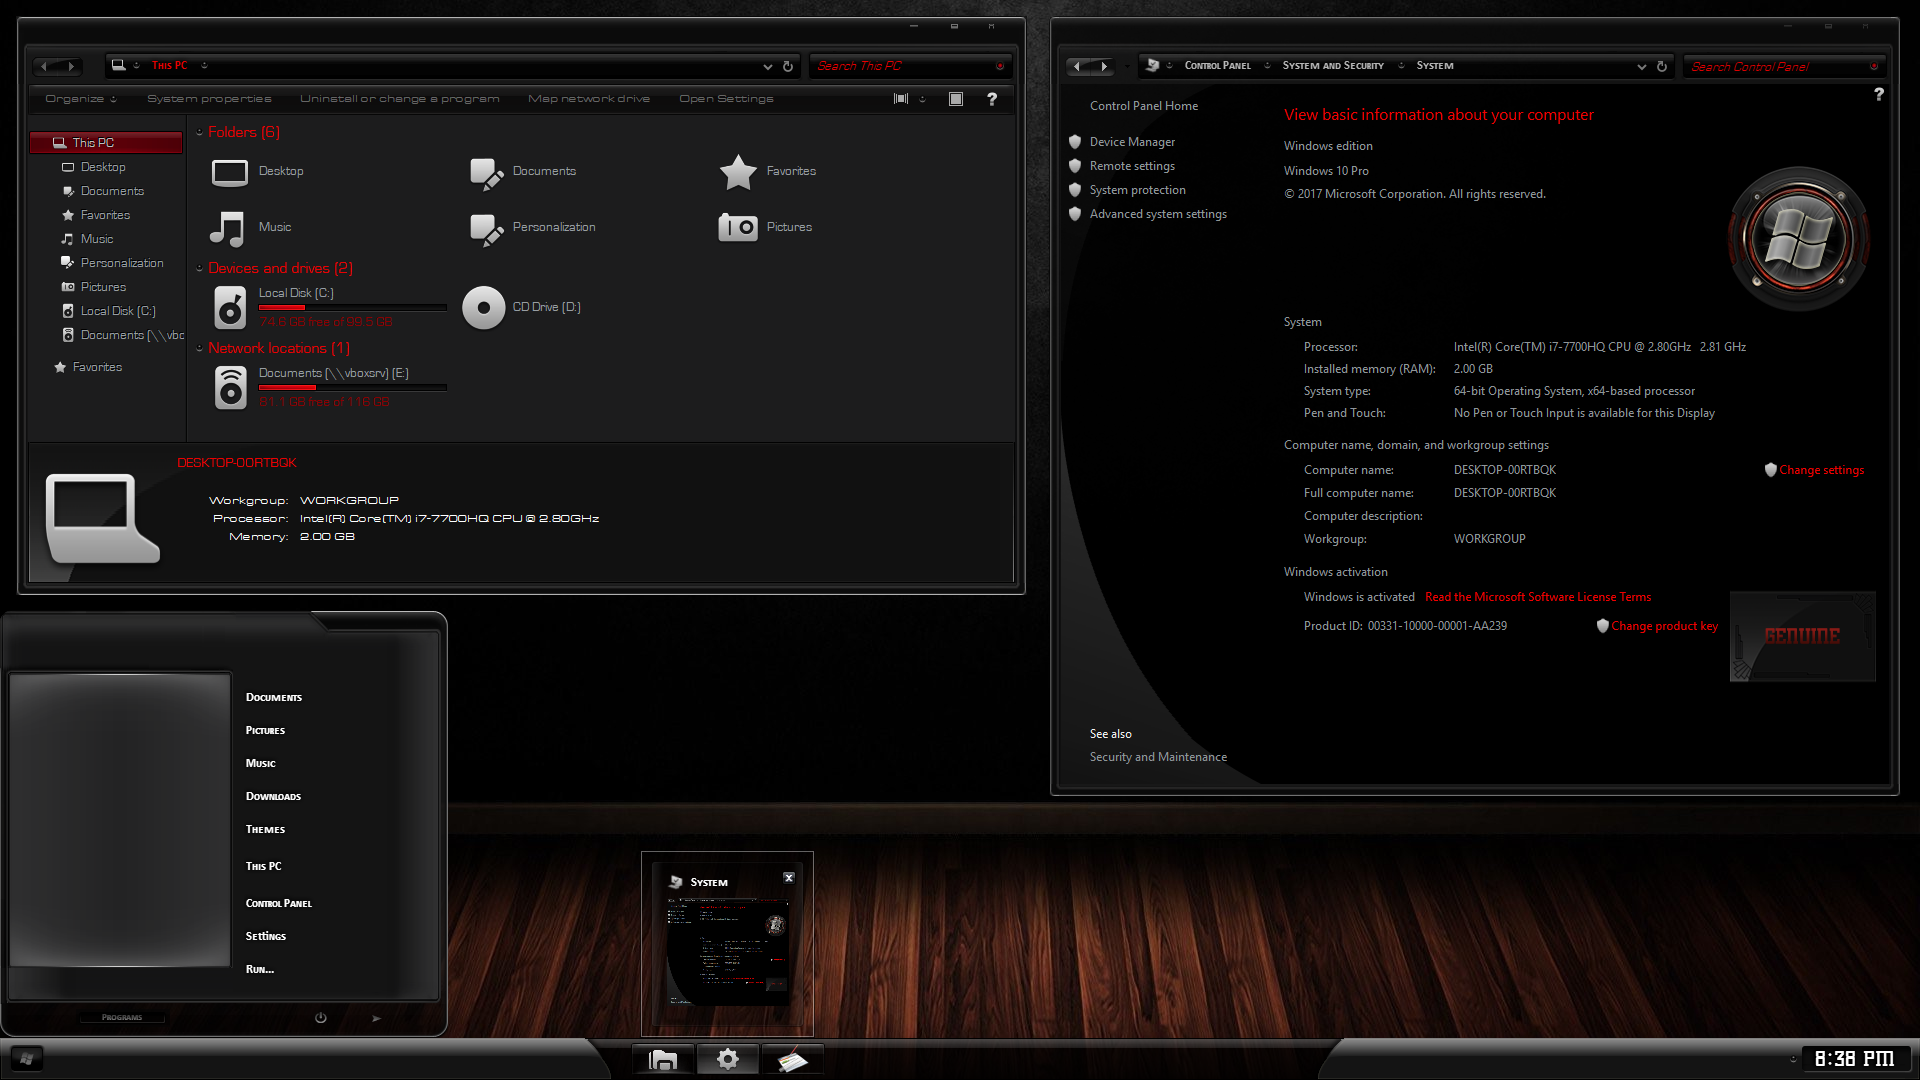 This PC
Search This PC
Organize
System properties
Uninstall or change a program
Map network drive
Open Settings
?
This PC
Desktop
Documents
Favorites
Music
Personalization
Pictures
Local Disk (C:)
Documents (\\vbo
Favorites
Folders (6)
Desktop
Documents
Favorites
Music
Personalization
Pictures
Devices and drives (2)
Local Disk (C:)
74.8 GB free of 99.5 GB
CD Drive (D:)
Network locations (1)
Documents (\\vboxsrv) (E:)
61.1 GB free of 118 GB
DESKTOP-00RTBQK
Workgroup: WORKGROUP
Processor: Intel(R) Core(TM) i7-7700HQ CPU @ 2.80GHz
Memory: 2.00 GB
Control Panel
System and Security
System
Search Control Panel
?
Control Panel Home
Device Manager
Remote settings
System protection
Advanced system settings
See also
Security and Maintenance
View basic information about your computer
Windows edition
Windows 10 Pro
© 2017 Microsoft Corporation. All rights reserved.
System
Processor: Intel(R) Core(TM) i7-7700HQ CPU @ 2.80GHz 2.81 GHz
Installed memory (RAM): 2.00 GB
System type: 64-bit Operating System, x64-based processor
Pen and Touch: No Pen or Touch Input is available for this Display
Computer name, domain, and workgroup settings
Computer name: DESKTOP-00RTBQK
Change settings
Full computer name: DESKTOP-00RTBQK
Computer description:
Workgroup: WORKGROUP
Windows activation
Windows is activated Read the Microsoft Software License Terms
Product ID: 00331-10000-00001-AA239
Change product key
GENUINE
Documents
Pictures
Music
Downloads
Themes
This PC
Control Panel
Settings
Run...
Programs
System
8:38 PM